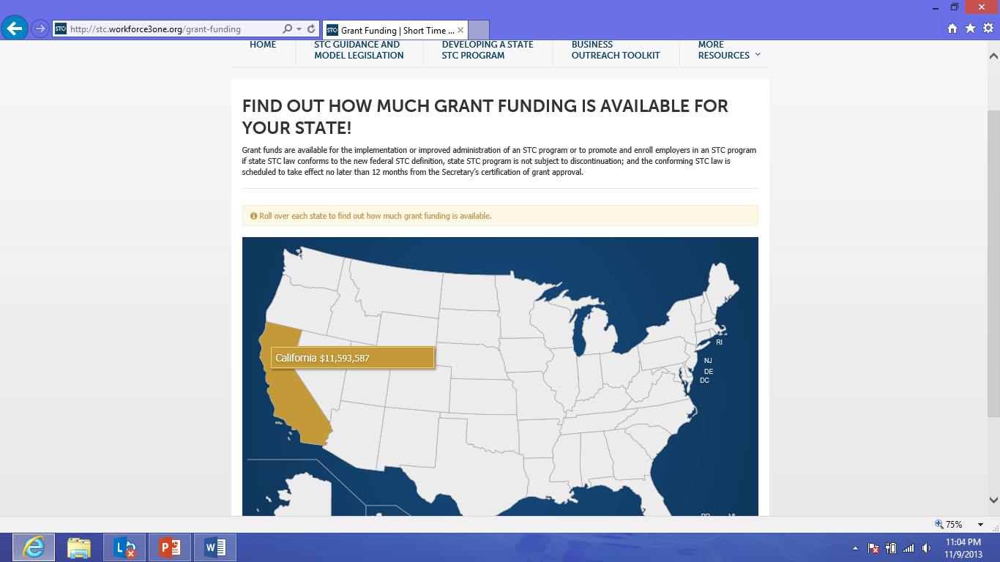 http://stc.workforce3one.org/grant-funding
STC
Grant Funding | Short Time ...
HOME
STC GUIDANCE AND
MODEL LEGISLATION
DEVELOPING A STATE
STC PROGRAM
BUSINESS
OUTREACH TOOLKIT
MORE
RESOURCES
FIND OUT HOW MUCH GRANT FUNDING IS AVAILABLE FOR
YOUR STATE!
Grant funds are available for the implementation or improved administration of an STC program or to promote and enroll employers in an STC program
if state STC law conforms to the new federal STC definition, state STC program is not subject to discontinuation; and the conforming STC law is
scheduled to take effect no later than 12 months from the Secretary's certification of grant approval.
Roll over each state to find out how much grant funding is available.
California $11,593,587
RI
NJ
DE
DC
75%
11:04 PM
11/9/2013